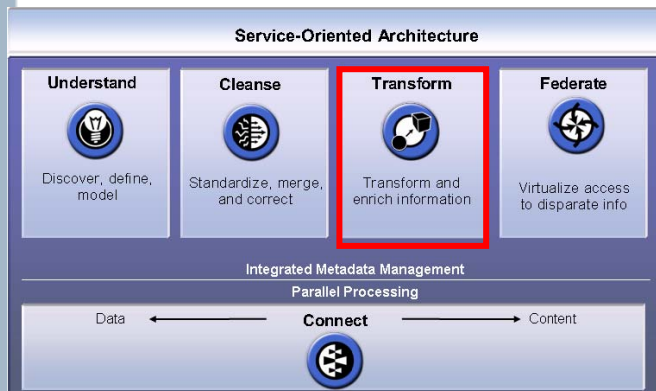 Service-Oriented Architecture
Understand
Discover, define,
model
Cleanse
Standardize, merge,
and correct
Transform
Transform and
enrich information
Federate
Virtualize access
to disparate info
Integrated Metadata Management
Parallel Processing
Data Connect Content